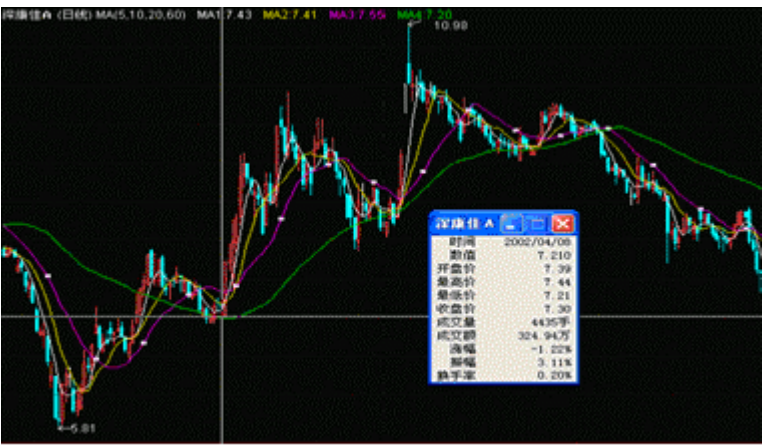 深康佳A (日线) MA(5,10,20,60) MA1:7.43 MA2:7.41 MA3:7.55 MA4:7.20
10.98
深康佳 A
时间 2002/04/08
数值 7.210
开盘价 7.39
最高价 7.44
最低价 7.21
收盘价 7.30
成交量 4435手
成交额 324.94万
涨幅 -1.22%
振幅 3.11%
换手率 0.20%
5.81